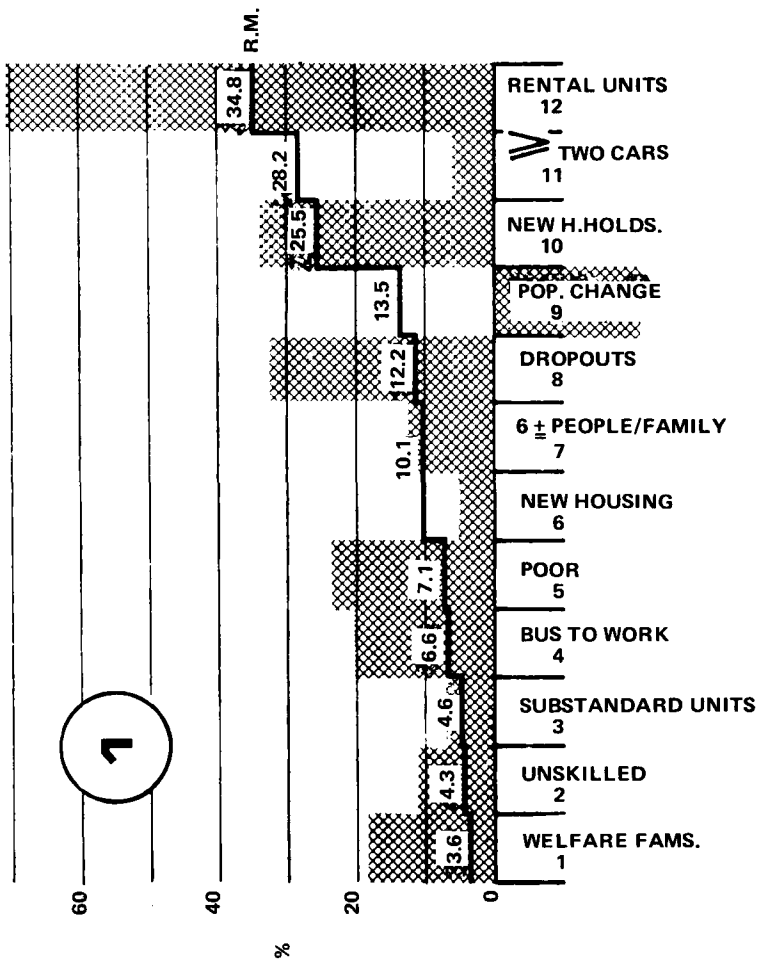 1
R.M.
%
60
40
20
0
3.6
4.3
4.6
6.6
7.1
10.1
12.2
13.5
25.5
28.2
34.8
WELFARE FAMS.
1
UNSKILLED
2
SUBSTANDARD UNITS
3
BUS TO WORK
4
POOR
5
NEW HOUSING
6
6 ± PEOPLE/FAMILY
7
DROPOUTS
8
POP. CHANGE
9
NEW H.HOLDS.
10
⩾ TWO CARS
11
RENTAL UNITS
12